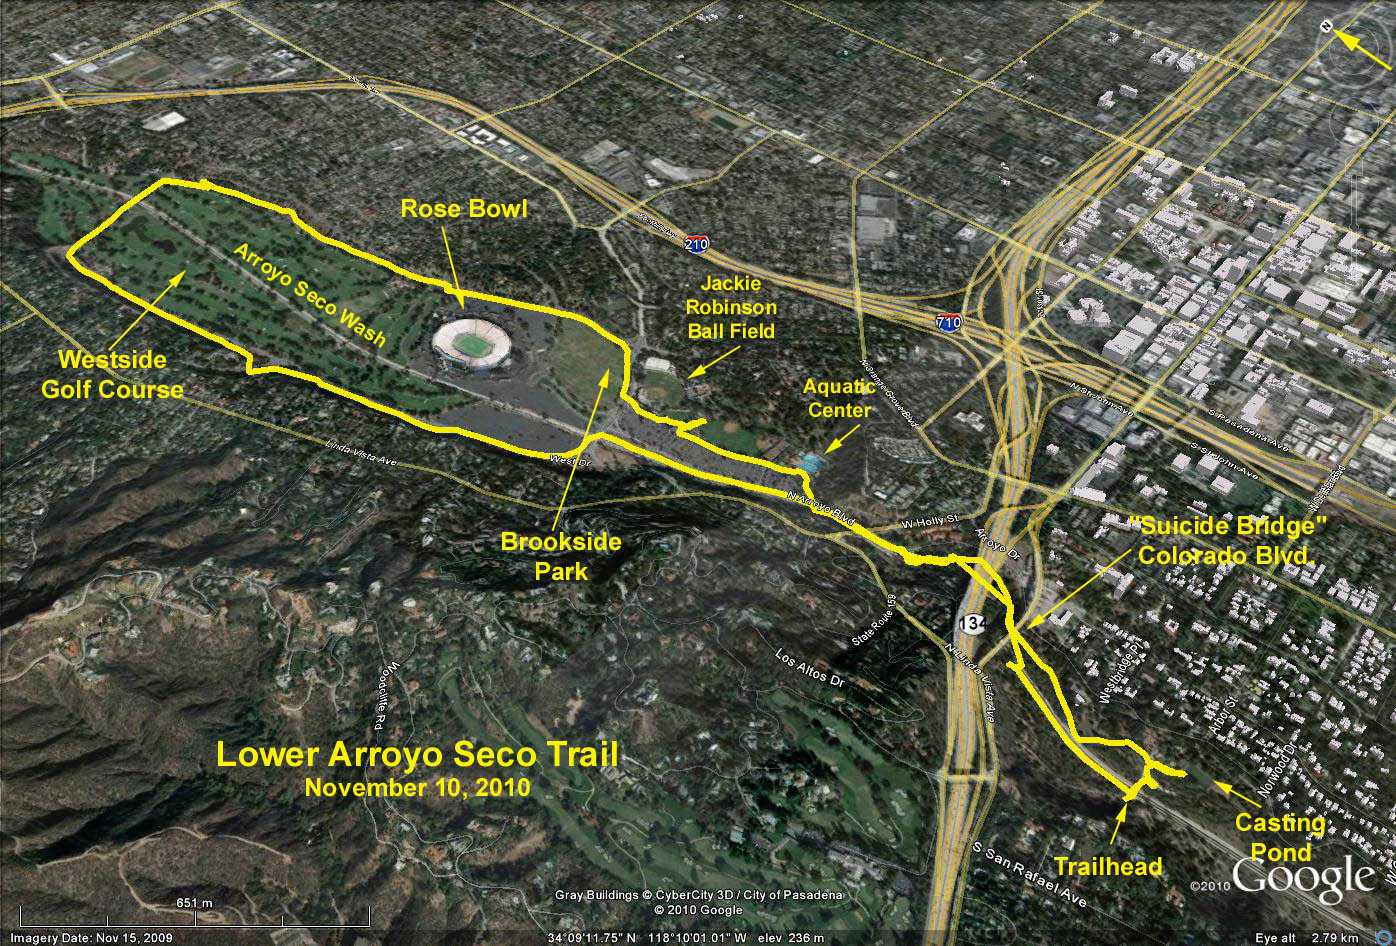 N
Rose Bowl
210
Jackie
Robinson
Ball Field
710
Arroyo Seco Wash
Westside
Golf Course
Aquatic
Center
N Orange Grove Blvd
N St John Ave
S Pasadena Ave
S St John Ave
Linda Vista Ave
West Dr
N Arroyo Blvd
W Holly St
Arroyo Dr
Brookside
Park
"Suicide Bridge"
Colorado Blvd.
134
State Route 159
N Linda Vista Ave
Los Altos Dr
Westbridge Pl
Arbor St
Norwood Dr
Woodcliffe Rd
Lower Arroyo Seco Trail
November 10, 2010
Casting
Pond
Trailhead
S San Rafael Ave
©2010 Google
Gray Buildings © CyberCity 3D / City of Pasadena
© 2010 Google
651 m
Imagery Date: Nov 15, 2009
34°09'11.75" N 118°10'01.01" W elev 236 m
Eye alt 2.79 km